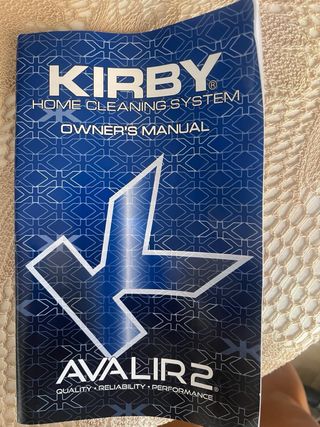 KIRBY®
HOME CLEANING SYSTEM
OWNER'S MANUAL
AVALIR2®
QUALITY • RELIABILITY • PERFORMANCE